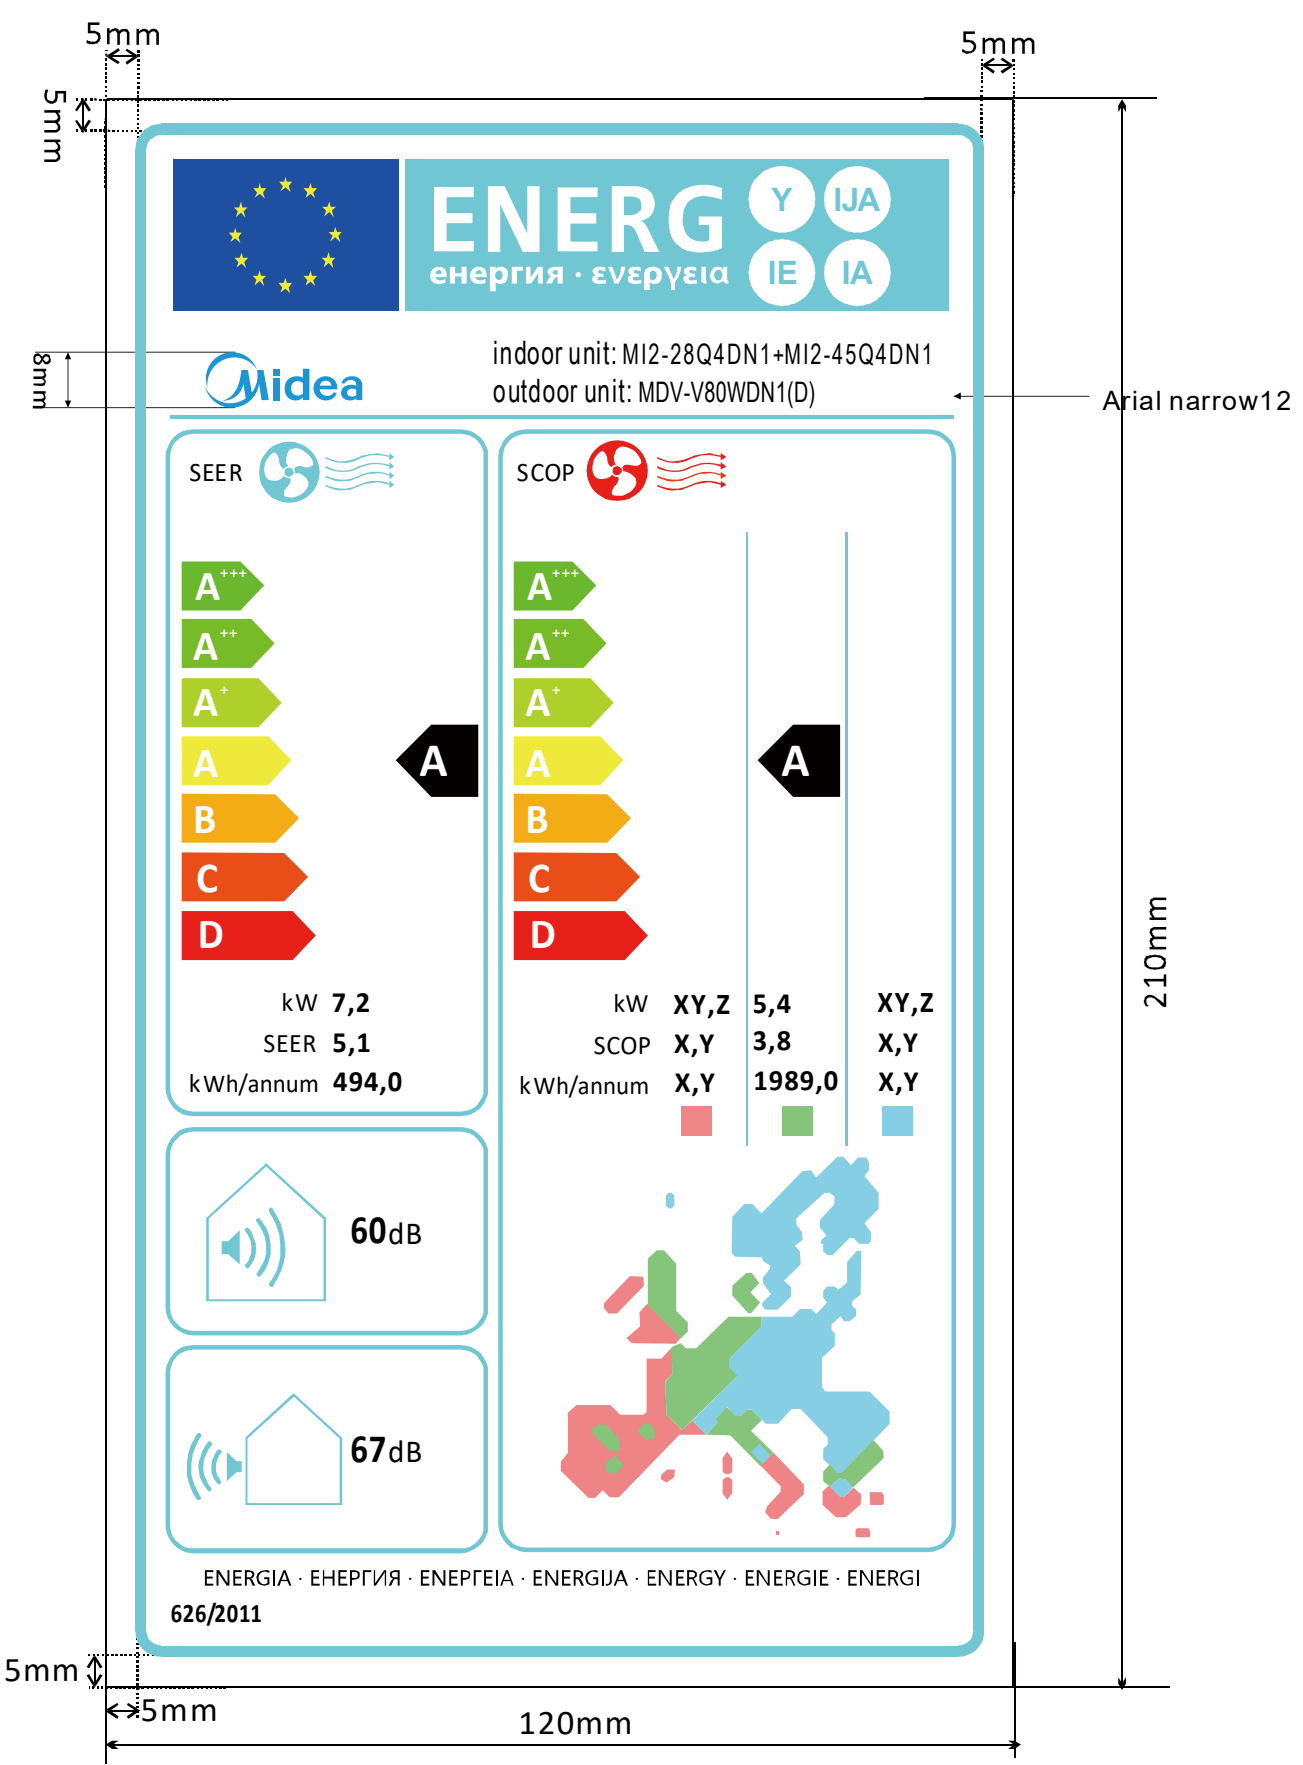 5mm
5mm
5mm
ENERG
Y IJA
IE IA
енергия · ενεργεια
8mm
Midea
indoor unit: MI2-28Q4DN1+MI2-45Q4DN1
outdoor unit: MDV-V80WDN1(D)
Arial narrow12
SEER
SCOP
A+++
A++
A+
A
B
C
D
A
A+++
A++
A+
A
B
C
D
A
kW 7,2
SEER 5,1
kWh/annum 494,0
kW XY,Z 5,4 XY,Z
SCOP X,Y 3,8 X,Y
kWh/annum X,Y 1989,0 X,Y
210mm
60dB
67dB
ENERGIA · ЕНЕРГИЯ · ΕΝΕΡΓΕΙΑ · ENERGIJA · ENERGY · ENERGIE · ENERGI
626/2011
5mm
5mm
120mm